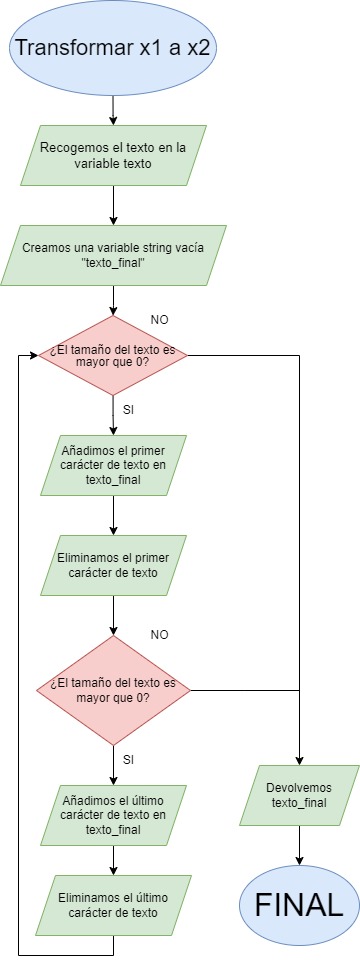 Transformar x1 a x2
Recogemos el texto en la
variable texto
Creamos una variable string vacía
"texto_final"
NO
¿El tamaño del texto es
mayor que 0?
SI
Añadimos el primer
carácter de texto en
texto_final
Eliminamos el primer
carácter de texto
NO
¿El tamaño del texto es
mayor que 0?
SI
Añadimos el último
carácter de texto en
texto_final
Eliminamos el último
carácter de texto
Devolvemos
texto_final
FINAL